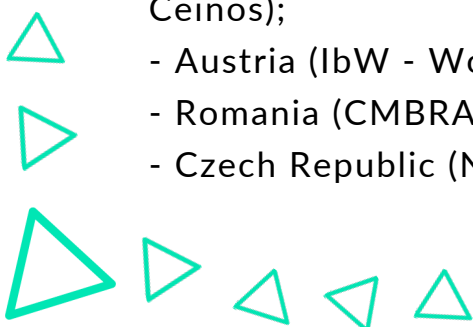 Ceinos);
- Austria (IbW - Wo
- Romania (CMBRA
- Czech Republic (N